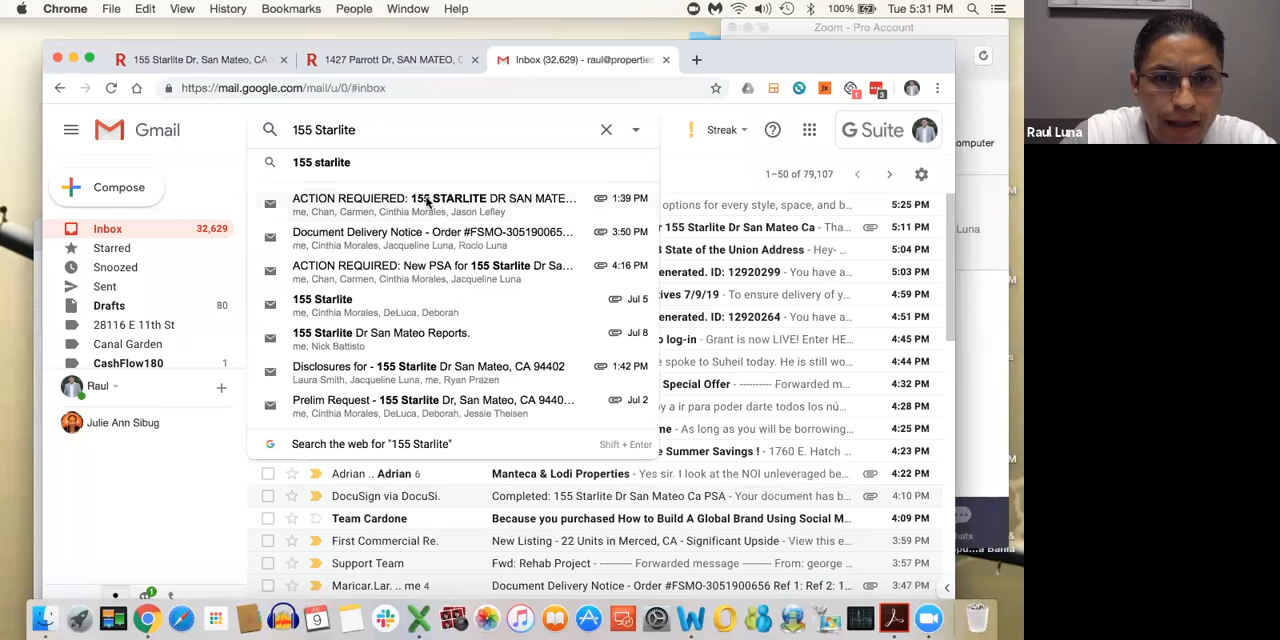 Chrome File Edit View History Bookmarks People Window Help 100% Tue 5:31 PM
Zoom - Pro Account
155 Starlite Dr, San Mateo, CA
1427 Parrott Dr, SAN MATEO, C
Inbox (32,629) - raul@properties
https://mail.google.com/mail/u/0/#inbox
1
3
Gmail
155 Starlite
Streak
G Suite
Raul Luna
omputer
155 starlite
1–50 of 79,107
Compose
ACTION REQUIERED: 155 STARLITE DR SAN MATE... 1:39 PM
me, Chan, Carmen, Cinthia Morales, Jason Lefley
options for every style, space, and b... 5:25 PM
Inbox 32,629
155 Starlite Dr San Mateo Ca - 5:11 PM
Luna
Document Delivery Notice - Order #FSMO-305190065... 3:50 PM
me, Cinthia Morales, Jacqueline Luna, Rocio Luna
Starred
State of the Union Address - Hey- 5:04 PM
Snoozed
ACTION REQUIRED: New PSA for 155 Starlite Dr Sa... 4:16 PM
me, Chan, Carmen, Cinthia Morales, Jacqueline Luna
enerated. ID: 12920299 - You have a... 5:03 PM
Sent
tives 7/9/19 - To ensure delivery of y... 4:59 PM
Drafts 80
155 Starlite Jul 5
me, Cinthia Morales, DeLuca, Deborah
enerated. ID: 12920264 - You have a... 4:51 PM
28116 E 11th St
155 Starlite Dr San Mateo Reports. Jul 8
me, Nick Battisto
log-in - Grant is now LIVE! Enter HE... 4:45 PM
Canal Garden
spoke to Suheil today. He is still wo... 4:44 PM
CashFlow180 1
Disclosures for - 155 Starlite Dr San Mateo, CA 94402 1:42 PM
Laura Smith, Jacqueline Luna, me, Ryan Prazen
Special Offer - ---------- Forwarded m... 4:32 PM
Raul
y a ir para poder darte todos los nú... 4:28 PM
Prelim Request - 155 Starlite Dr, San Mateo, CA 9440... Jul 2
me, Cinthia Morales, DeLuca, Deborah, Jessie Theisen
me - As long as you will be borrowing... 4:25 PM
Julie Ann Sibug
Search the web for "155 Starlite" Shift + Enter
Summer Savings ! - 1760 E. Hatch ... 4:23 PM
Adrian .. Adrian 6 Manteca & Lodi Properties - Yes sir. I look at the NOI unleveraged be... 4:22 PM
DocuSign via DocuSi. Completed: 155 Starlite Dr San Mateo Ca PSA - Your document has b... 4:10 PM
Team Cardone Because you purchased How to Build A Global Brand Using Social M... 4:09 PM
First Commercial Re. New Listing - 22 Units in Merced, CA - Significant Upside - View this e... 3:59 PM
Support Team Fwd: Rehab Project - ---------- Forwarded message ---------- From: george ... 3:57 PM
Maricar.Lar. .. me 4 Document Delivery Notice - Order #FSMO-3051900656 Ref 1: Ref 2: 1... 3:47 PM